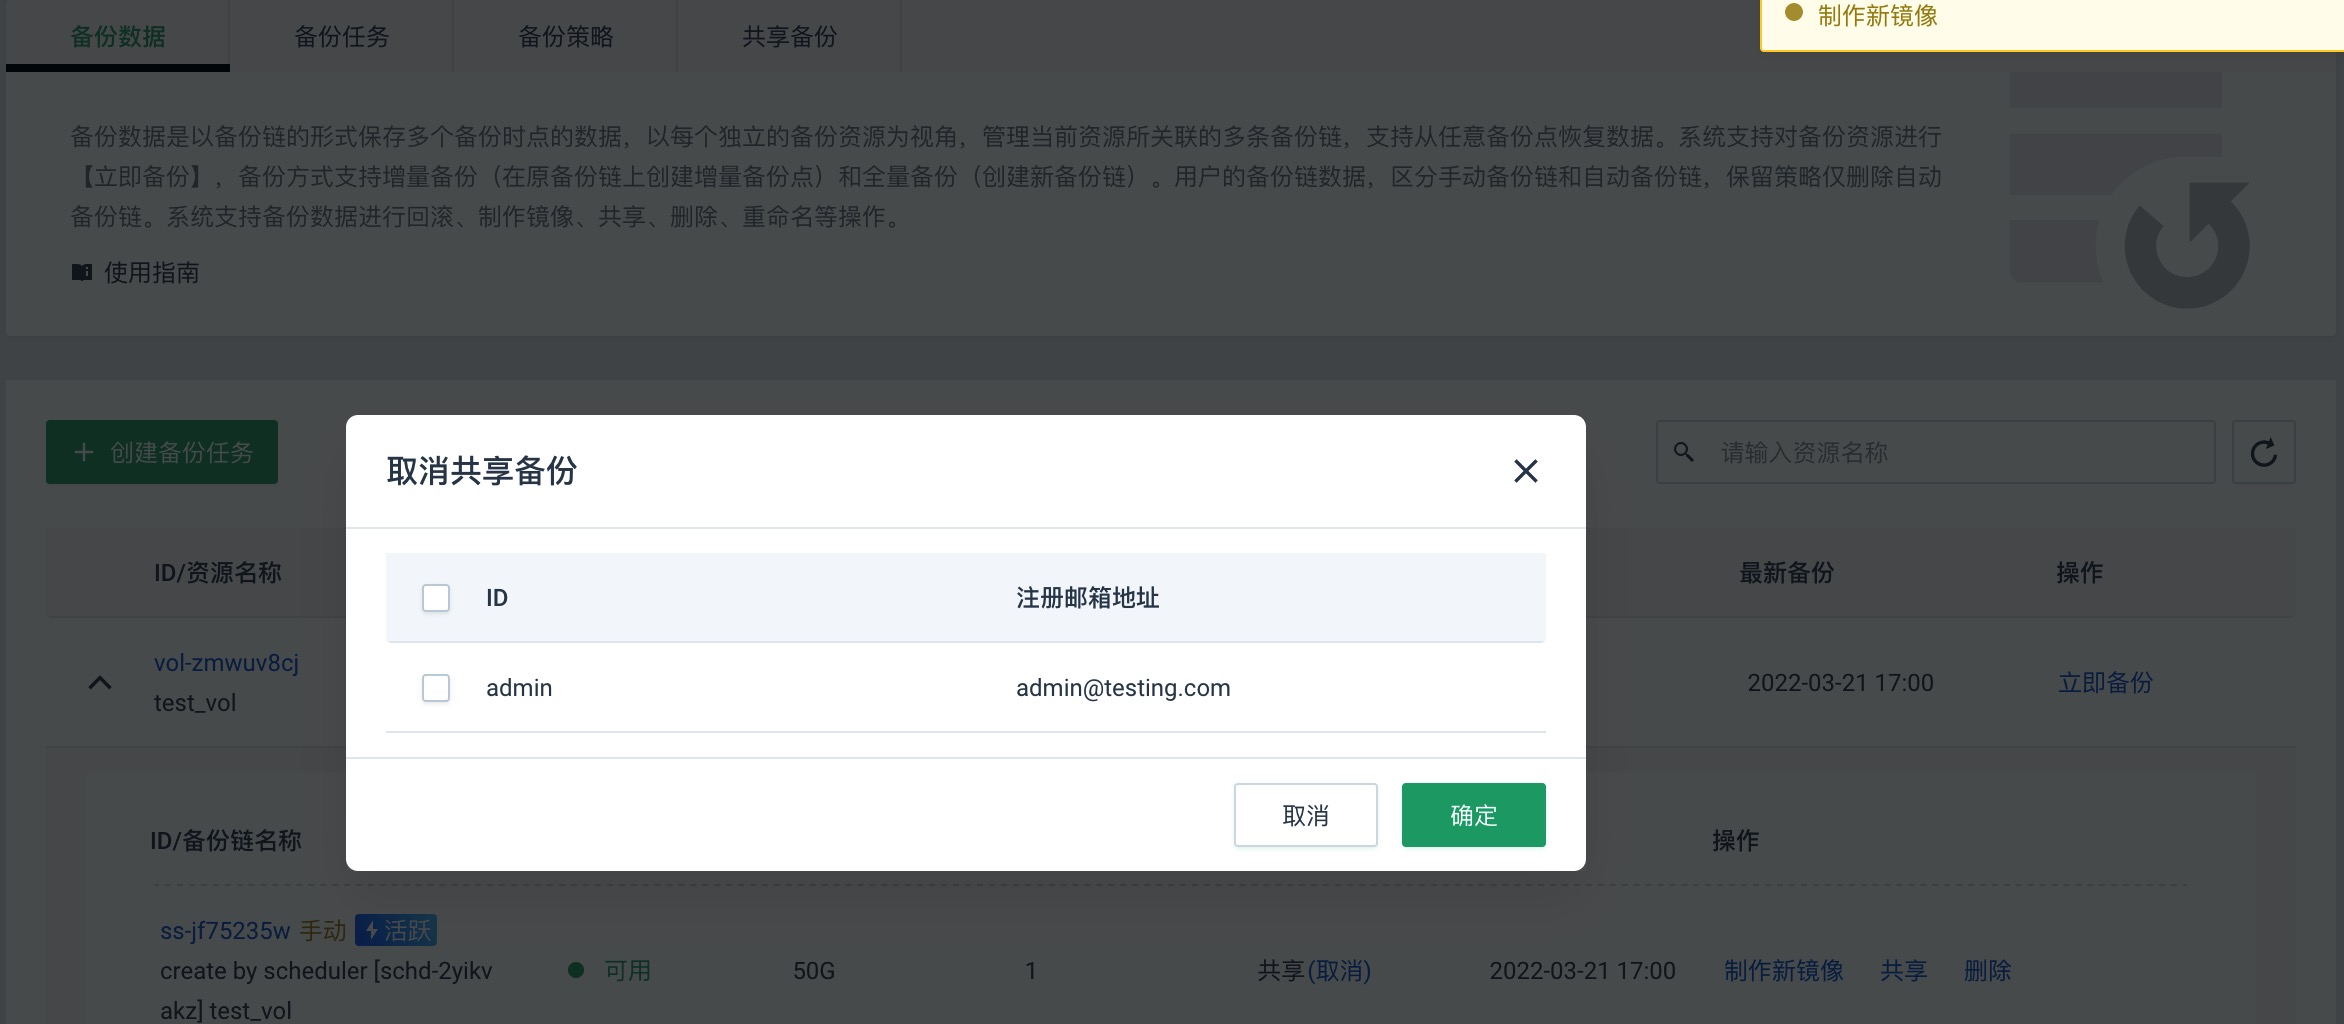 备份数据
备份任务
备份策略
共享备份
制作新镜像
备份数据是以备份链的形式保存多个备份时点的数据，以每个独立的备份资源为视角，管理当前资源所关联的多条备份链，支持从任意备份点恢复数据。系统支持对备份资源进行
【立即备份】，备份方式支持增量备份（在原备份链上创建增量备份点）和全量备份（创建新备份链）。用户的备份链数据，区分手动备份链和自动备份链，保留策略仅删除自动
备份链。系统支持备份数据进行回滚、制作镜像、共享、删除、重命名等操作。
使用指南
创建备份任务
请输入资源名称
取消共享备份
ID
注册邮箱地址
admin
admin@testing.com
取消
确定
ID/资源名称
最新备份
操作
vol-zmwuv8cj
test_vol
2022-03-21 17:00
立即备份
ID/备份链名称
操作
ss-jf75235w 手动 活跃
create by scheduler [schd-2yikv
akz] test_vol
可用
50G
1
共享(取消)
2022-03-21 17:00
制作新镜像
共享
删除